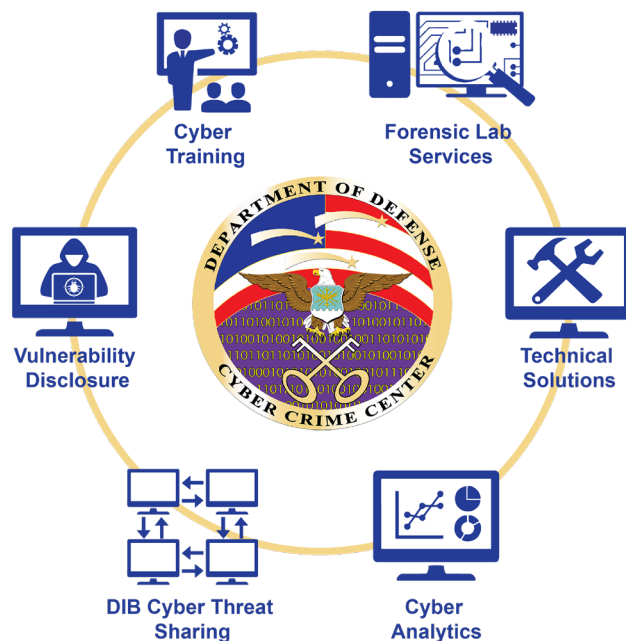 Cyber
Training
Forensic Lab
Services
DEPARTMENT OF DEFENSE
CYBER CRIME CENTER
Vulnerability
Disclosure
Technical
Solutions
DIB Cyber Threat
Sharing
Cyber
Analytics